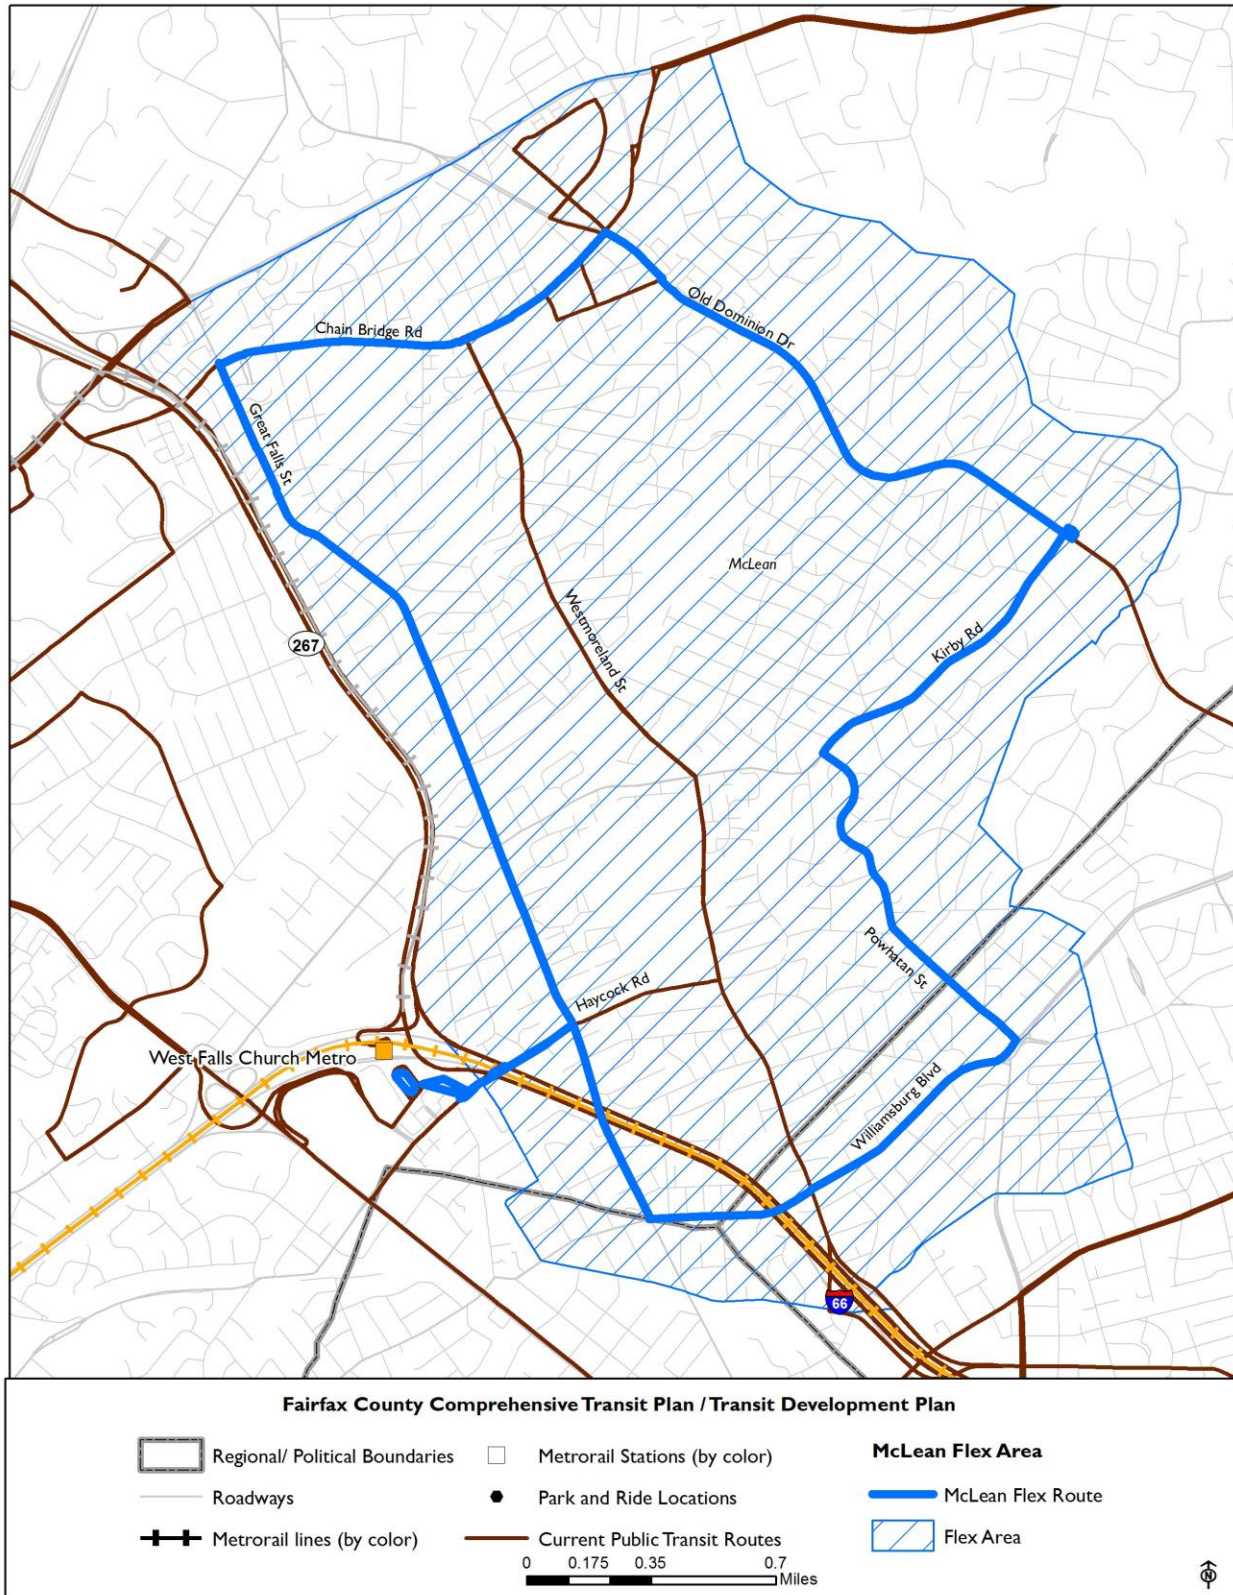 Old Dominion Dr
Chain Bridge Rd
Great Falls St
McLean
Westmoreland St
Kirby Rd
267
Powhatan St
Haycock Rd
West Falls Church Metro
Williamsburg Blvd
66
Fairfax County Comprehensive Transit Plan / Transit Development Plan
Regional/ Political Boundaries
Metrorail Stations (by color)
McLean Flex Area
Roadways
Park and Ride Locations
McLean Flex Route
Metrorail lines (by color)
Current Public Transit Routes
Flex Area
0 0.175 0.35 0.7
Miles
N